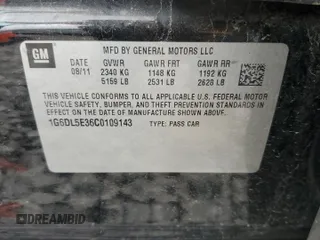 GM
MFD BY GENERAL MOTORS LLC
08/11 GVWR GAWR FRT GAWR RR
2340 KG 1148 KG 1192 KG
5159 LB 2531 LB 2628 LB
THIS VEHICLE CONFORMS TO ALL APPLICABLE U.S. FEDERAL MOTOR
VEHICLE SAFETY, BUMPER, AND THEFT PREVENTION STANDARDS
IN EFFECT ON THE DATE OF MANUFACTURE SHOWN ABOVE.
1G6DL5E36C0109143 TYPE: PASS CAR
DREAMBID